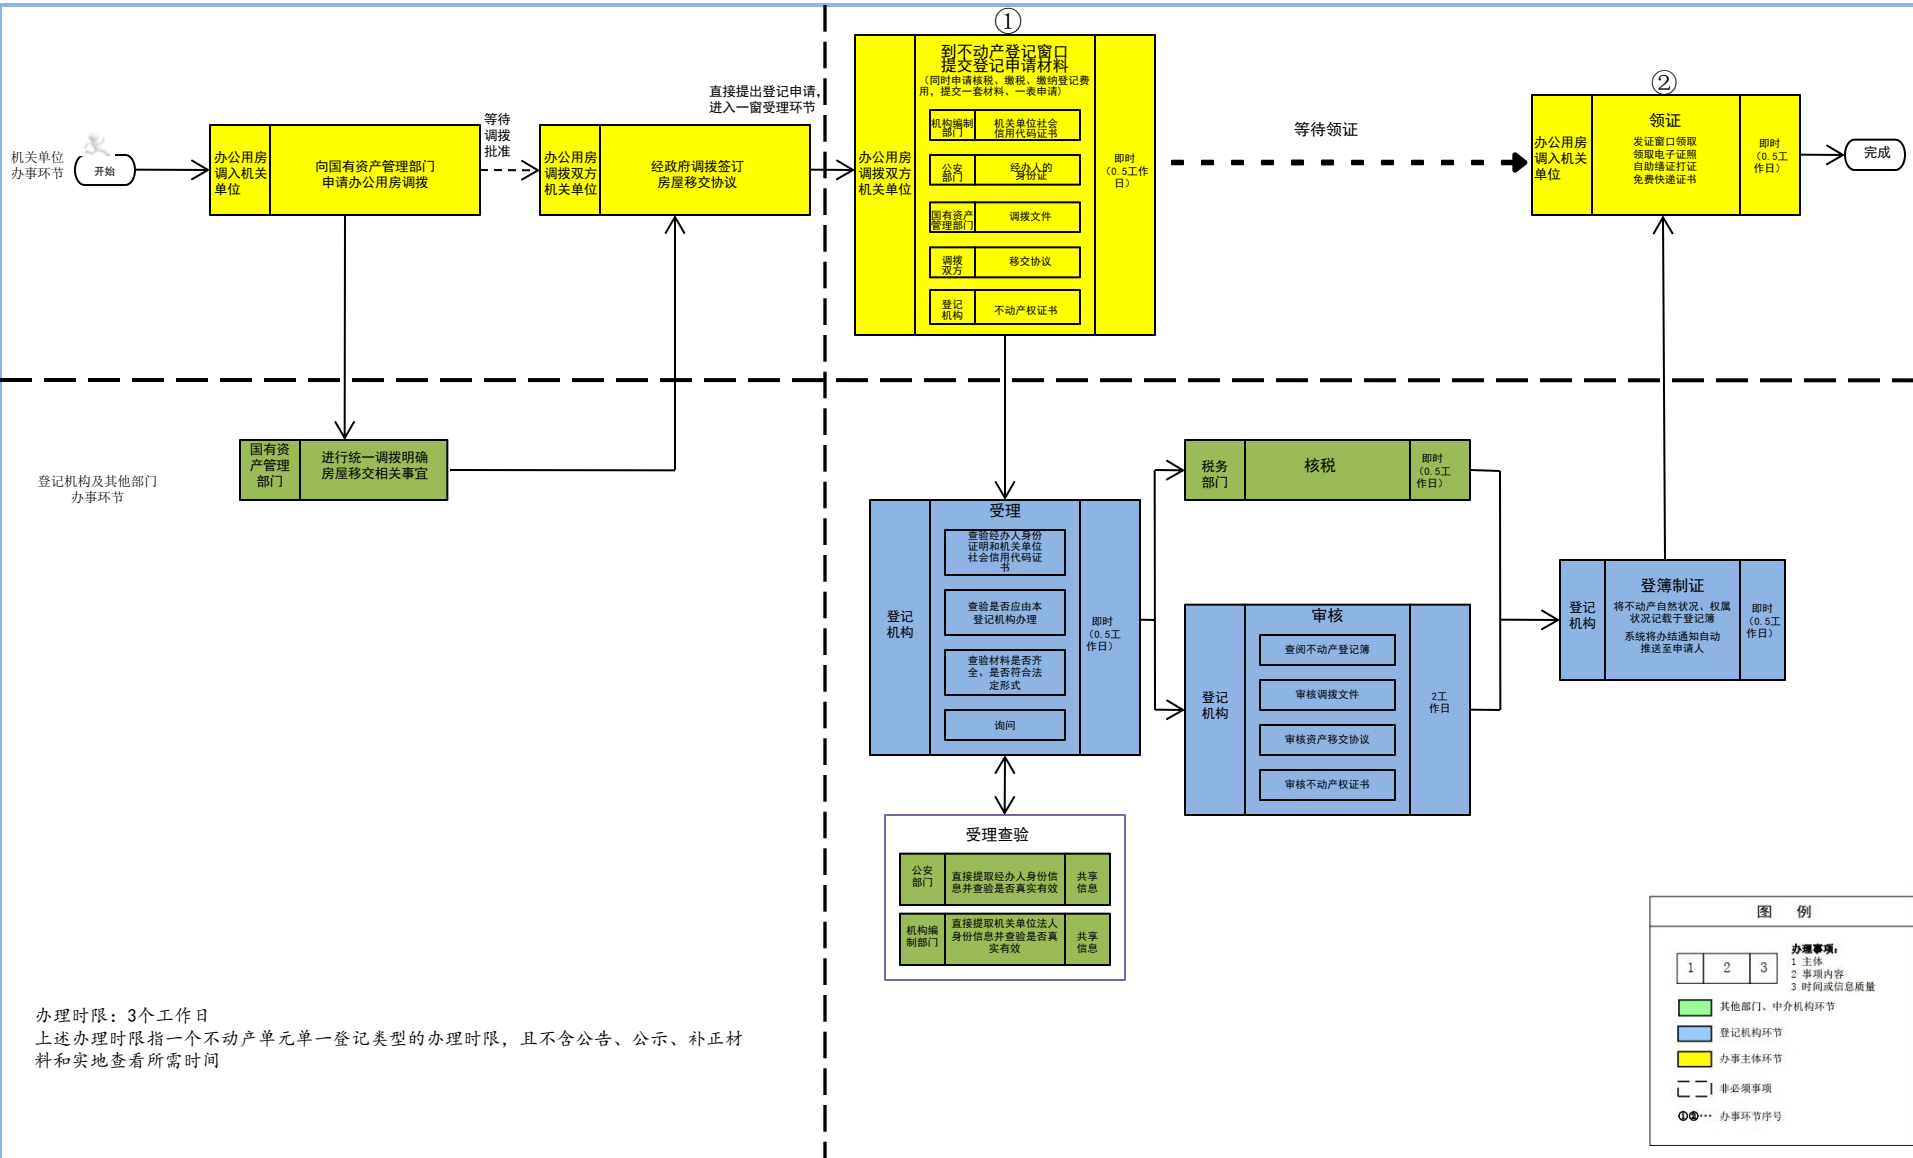 机关单位
办事环节
开始
办公用房
调入机关
单位
向国有资产管理部门
申请办公用房调拨
等待
调拨
批准
办公用房
调拨双方
机关单位
经政府调拨签订
房屋移交协议
直接提出登记申请，
进入一窗受理环节
①
办公用房
调拨双方
机关单位
到不动产登记窗口
提交登记申请材料
（同时申请核税、缴税、缴纳登记费
用，提交一套材料、一表申请）
机构编制
部门
机关单位社会
信用代码证书
公安
部门
经办人的
身份证
国有资产
管理部门
调拨文件
调拨
双方
移交协议
登记
机构
不动产权证书
即时
（0.5工作
日）
等待领证
②
办公用房
调入机关
单位
领证
发证窗口领取
领取电子证照
自助缮证打证
免费快递证书
即时
（0.5工
作日）
完成
登记机构及其他部门
办事环节
国有资
产管理
部门
进行统一调拨明确
房屋移交相关事宜
登记
机构
受理
查验经办人身份
证明和机关单位
社会信用代码证
书
查验是否应由本
登记机构办理
查验材料是否齐
全、是否符合法
定形式
询问
即时
（0.5工
作日）
税务
部门
核税
即时
（0.5工
作日）
登记
机构
审核
查阅不动产登记簿
审核调拨文件
审核资产移交协议
审核不动产权证书
2工
作日
登记
机构
登簿制证
将不动产自然状况、权属
状况记载于登记簿
系统将办结通知自动
推送至申请人
即时
（0.5工
作日）
受理查验
公安
部门
直接提取经办人身份信
息并查验是否真实有效
共享
信息
机构编
制部门
直接提取机关单位法人
身份信息并查验是否真
实有效
共享
信息
办理时限：3个工作日
上述办理时限指一个不动产单元单一登记类型的办理时限，且不含公告、公示、补正材
料和实地查看所需时间
图 例
1 2 3
办理事项：
1 主体
2 事项内容
3 时间或信息质量
其他部门、中介机构环节
登记机构环节
办事主体环节
非必须事项
①②… 办事环节序号